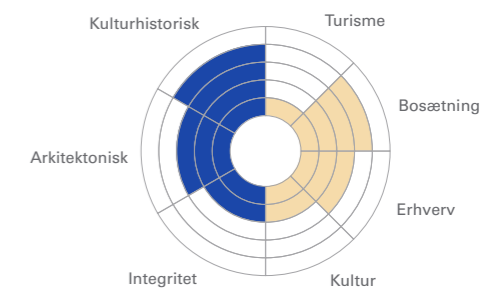 Kulturhistorisk
Turisme
Bosætning
Arkitektonisk
Erhverv
Integritet
Kultur